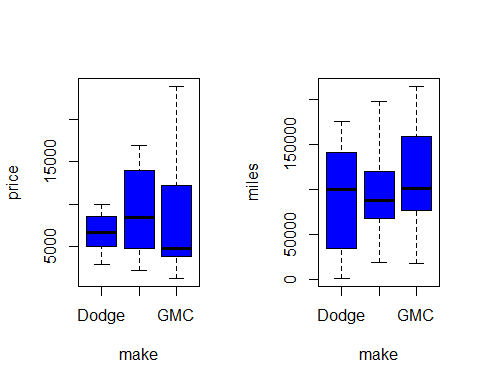 price
15000
5000
Dodge GMC
make
miles
150000
50000
0
Dodge GMC
make